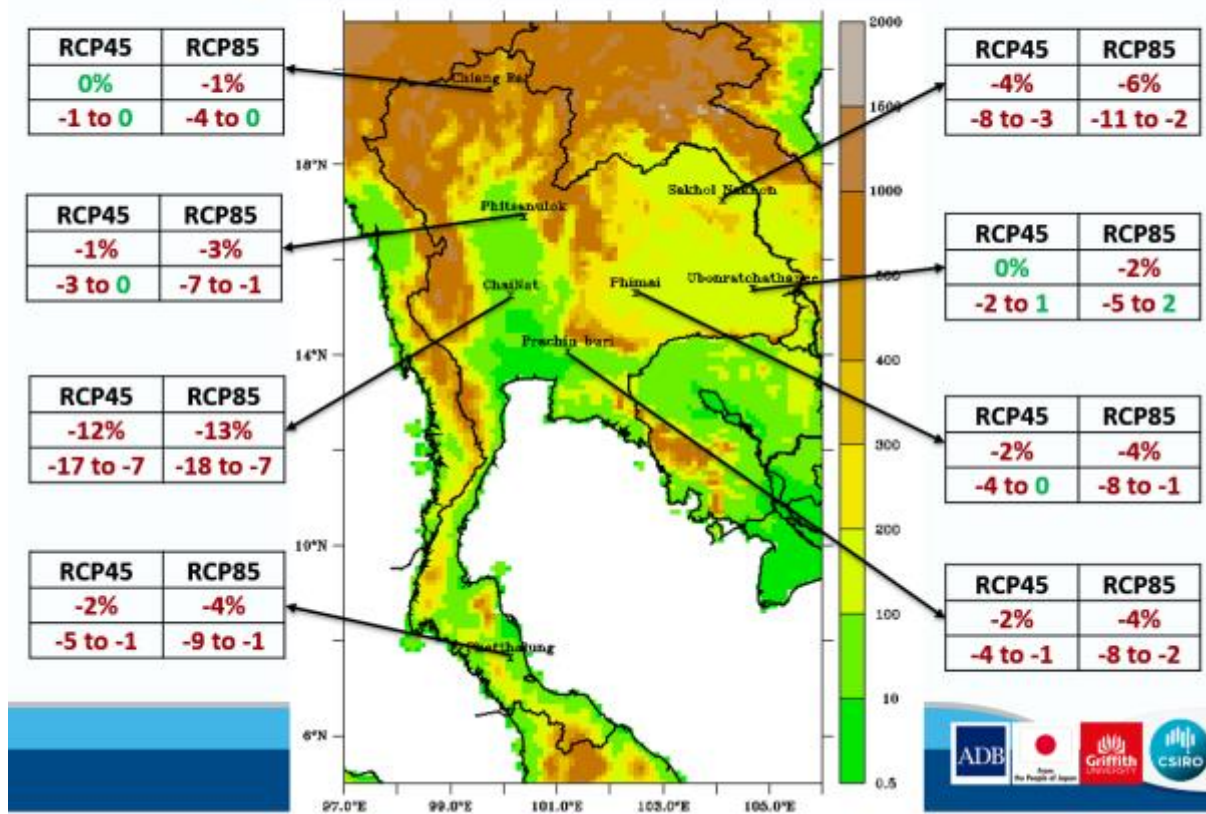 RCP45 RCP85
0% -1%
-1 to 0 -4 to 0
RCP45 RCP85
-1% -3%
-3 to 0 -7 to -1
RCP45 RCP85
-12% -13%
-17 to -7 -18 to -7
RCP45 RCP85
-2% -4%
-5 to -1 -9 to -1
18°N
14°N
10°N
6°N
97.0°E 99.0°E 101.0°E 103.0°E 105.0°E
Chiang Rai
Phitsanulok
Sakhol Nakhon
ChaiNat
Phimai
Ubonratchathanee
Prachin buri
2000
1500
1000
400
300
200
100
10
0.5
RCP45 RCP85
-4% -6%
-8 to -3 -11 to -2
RCP45 RCP85
0% -2%
-2 to 1 -5 to 2
RCP45 RCP85
-2% -4%
-4 to 0 -8 to -1
RCP45 RCP85
-2% -4%
-4 to -1 -8 to -2
ADB
From
the People of Japan
Griffith
UNIVERSITY
CSIRO